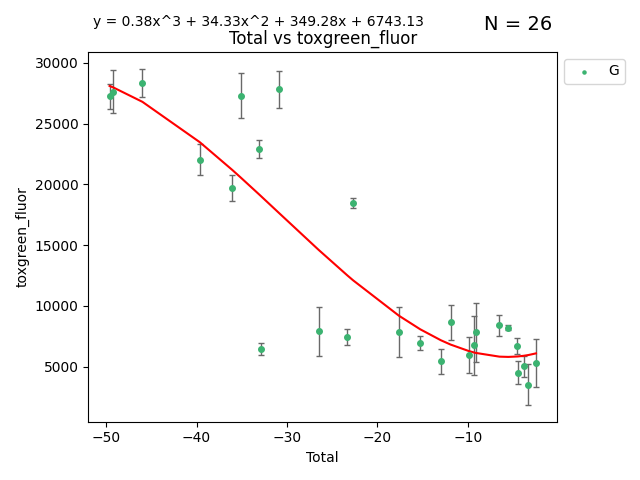 y = 0.38x^3 + 34.33x^2 + 349.28x + 6743.13
N = 26
Total vs toxgreen_fluor
G
30000
25000
20000
15000
10000
5000
toxgreen_fluor
−50
−40
−30
−20
−10
Total